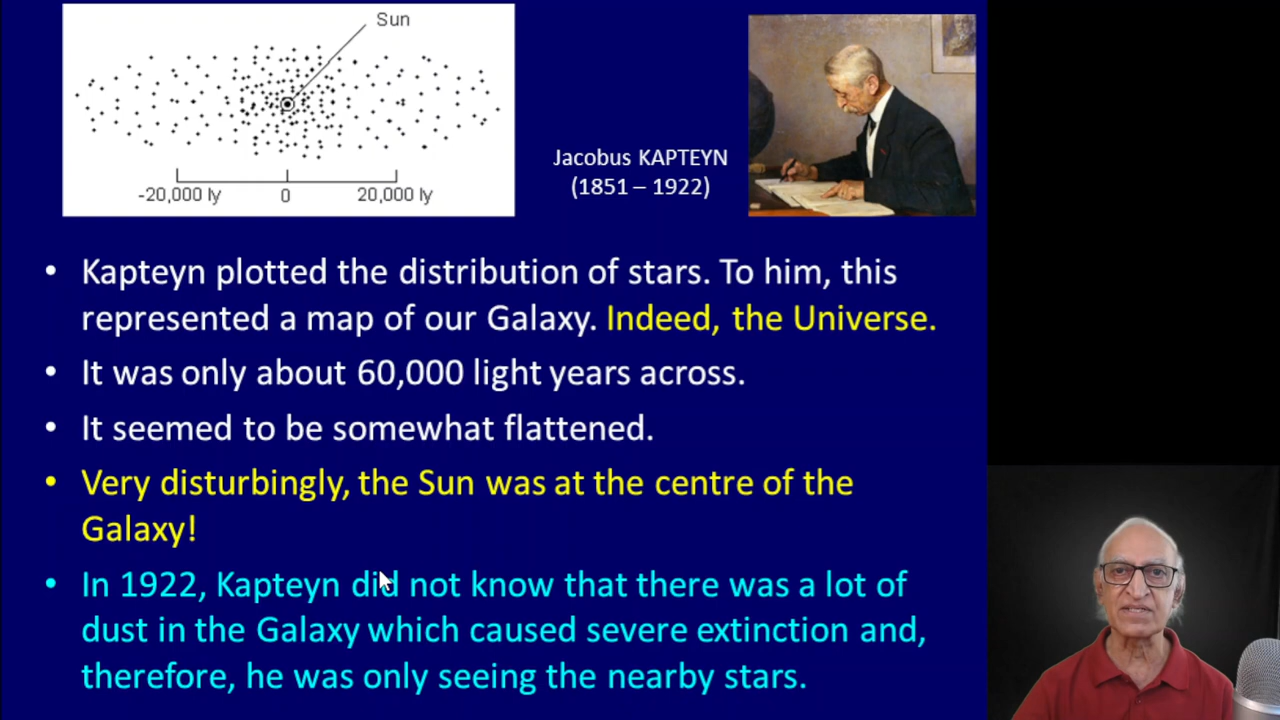 Sun
-20,000 ly 0 20,000 ly
Jacobus KAPTEYN
(1851 – 1922)
• Kapteyn plotted the distribution of stars. To him, this
represented a map of our Galaxy. Indeed, the Universe.
• It was only about 60,000 light years across.
• It seemed to be somewhat flattened.
• Very disturbingly, the Sun was at the centre of the
Galaxy!
• In 1922, Kapteyn did not know that there was a lot of
dust in the Galaxy which caused severe extinction and,
therefore, he was only seeing the nearby stars.